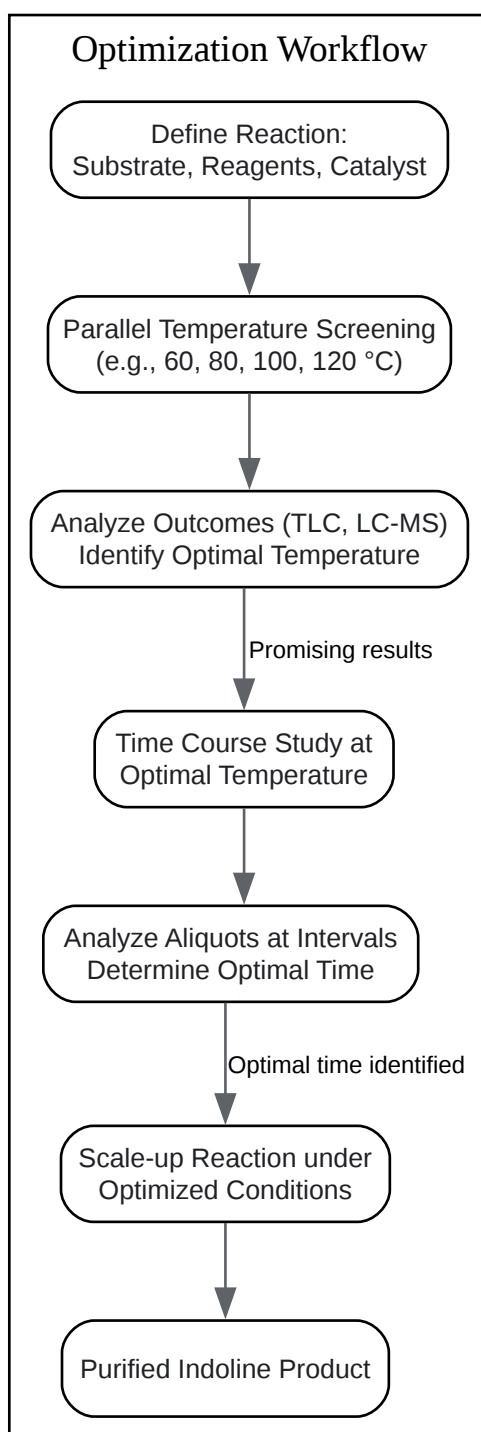 Optimization Workflow
Define Reaction:
Substrate, Reagents, Catalyst
Parallel Temperature Screening
(e.g., 60, 80, 100, 120 °C)
Analyze Outcomes (TLC, LC-MS)
Identify Optimal Temperature
Promising results
Time Course Study at
Optimal Temperature
Analyze Aliquots at Intervals
Determine Optimal Time
Optimal time identified
Scale-up Reaction under
Optimized Conditions
Purified Indoline Product